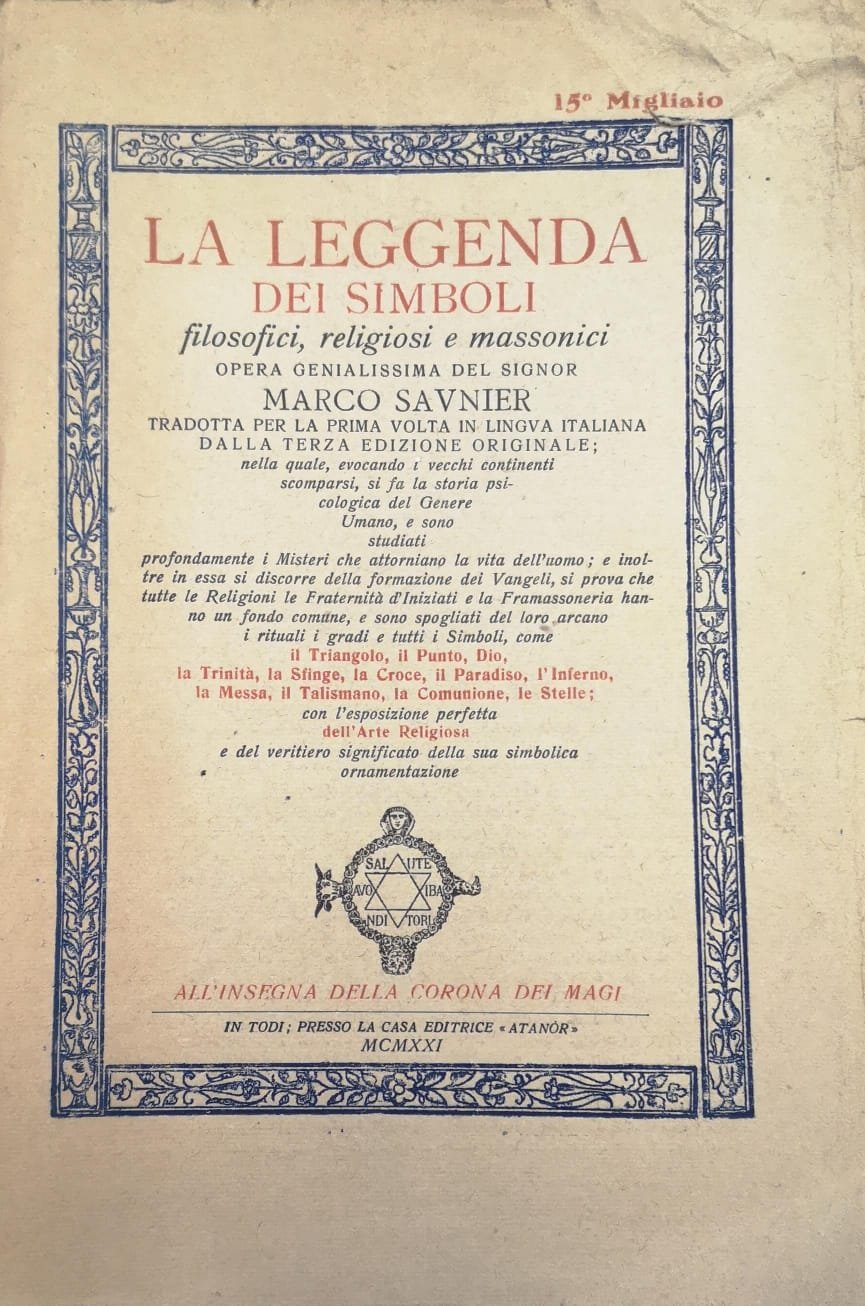 15º Migliaio
LA LEGGENDA
DEI SIMBOLI
filosofici, religiosi e massonici
OPERA GENIALISSIMA DEL SIGNOR
MARCO SAVNIER
TRADOTTA PER LA PRIMA VOLTA IN LINGVA ITALIANA
DALLA TERZA EDIZIONE ORIGINALE;
nella quale, evocando i vecchi continenti
scomparsi, si fa la storia psi-
cologica del Genere
Umano, e sono
studiati
profondamente i Misteri che attorniano la vita dell'uomo; e inol-
tre in essa si discorre della formazione dei Vangeli, si prova che
tutte le Religioni le Fraternità d'Iniziati e la Framassoneria han-
no un fondo comune, e sono spogliati del loro arcano
i rituali i gradi e tutti i Simboli, come
il Triangolo, il Punto, Dio,
la Trinità, la Sfinge, la Croce, il Paradiso, l'Inferno,
la Messa, il Talismano, la Comunione, le Stelle;
con l'esposizione perfetta
dell'Arte Religiosa
e del veritiero significato della sua simbolica
ornamentazione
SAL UTE
AVO IBA
NDI TORI
ALL'INSEGNA DELLA CORONA DEI MAGI
IN TODI; PRESSO LA CASA EDITRICE «ATANÒR»
MCMXXI